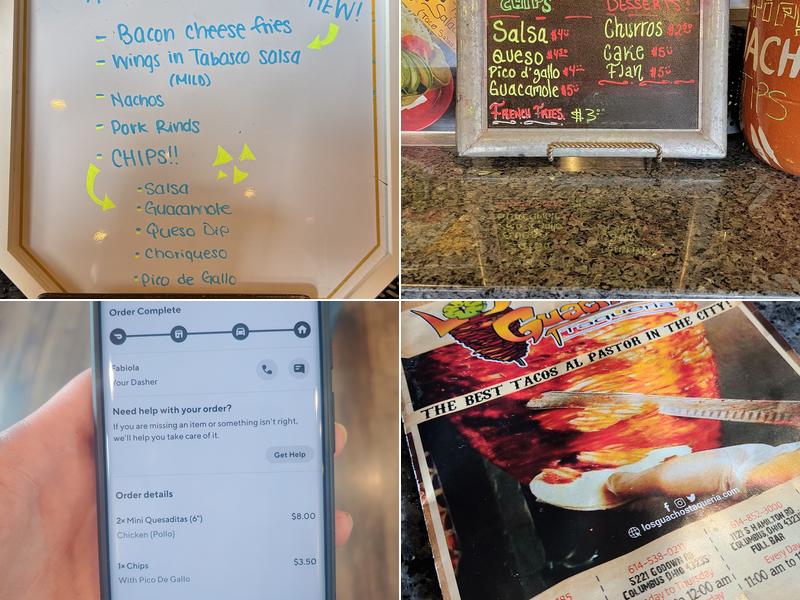 NEW!
- Bacon cheese fries
- Wings in Tabasco salsa
(MILD)
- Nachos
- Pork Rinds
- CHIPS!!
• Salsa
• Guacamole
• Queso Dip
• Choriqueso
• Pico de Gallo
CHIPS
Salsa $4
Queso
Pico d'gallo
Guacamole $5
FRENCH FRIES. $3
DESSERTS!
Churros
Cake $5
Flan $5
TIPS
Order Complete
Fabiola
Your Dasher
Need help with your order?
If you are missing an item or something isn't right,
we'll help you take care of it.
Get Help
Order details
2× Mini Quesaditas (6") $8.00
Chicken (Pollo)
1× Chips $3.50
With Pico De Gallo
Taqueria
THE BEST TACOS AL PASTOR IN THE CITY!
losguachostaqueria.com
614-538-0211
5221 GODOWN RD
COLUMBUS OHIO 43235
614-852-3000
1121 S HAMILTON RD
COLUMBUS, OHIO 43227
FULL BAR